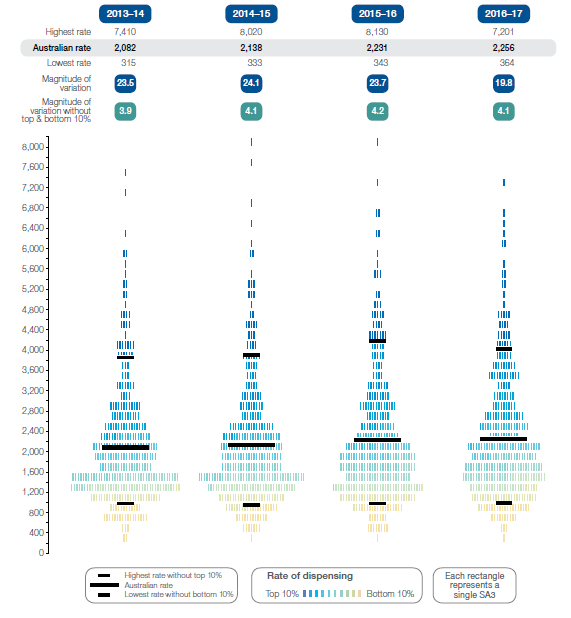 2013–14 2014–15 2015–16 2016–17
Highest rate 7,410 8,020 8,130 7,201
Australian rate 2,082 2,138 2,231 2,256
Lowest rate 315 333 343 364
Magnitude of
variation 23.5 24.1 23.7 19.8
Magnitude of
variation without
top & bottom 10% 3.9 4.1 4.2 4.1
8,000
7,600
7,200
6,800
6,400
6,000
5,600
5,200
4,800
4,400
4,000
3,600
3,200
2,800
2,400
2,000
1,600
1,200
800
400
0
Highest rate without top 10%
Australian rate
Lowest rate without bottom 10%
Rate of dispensing
Top 10% Bottom 10%
Each rectangle
represents a
single SA3